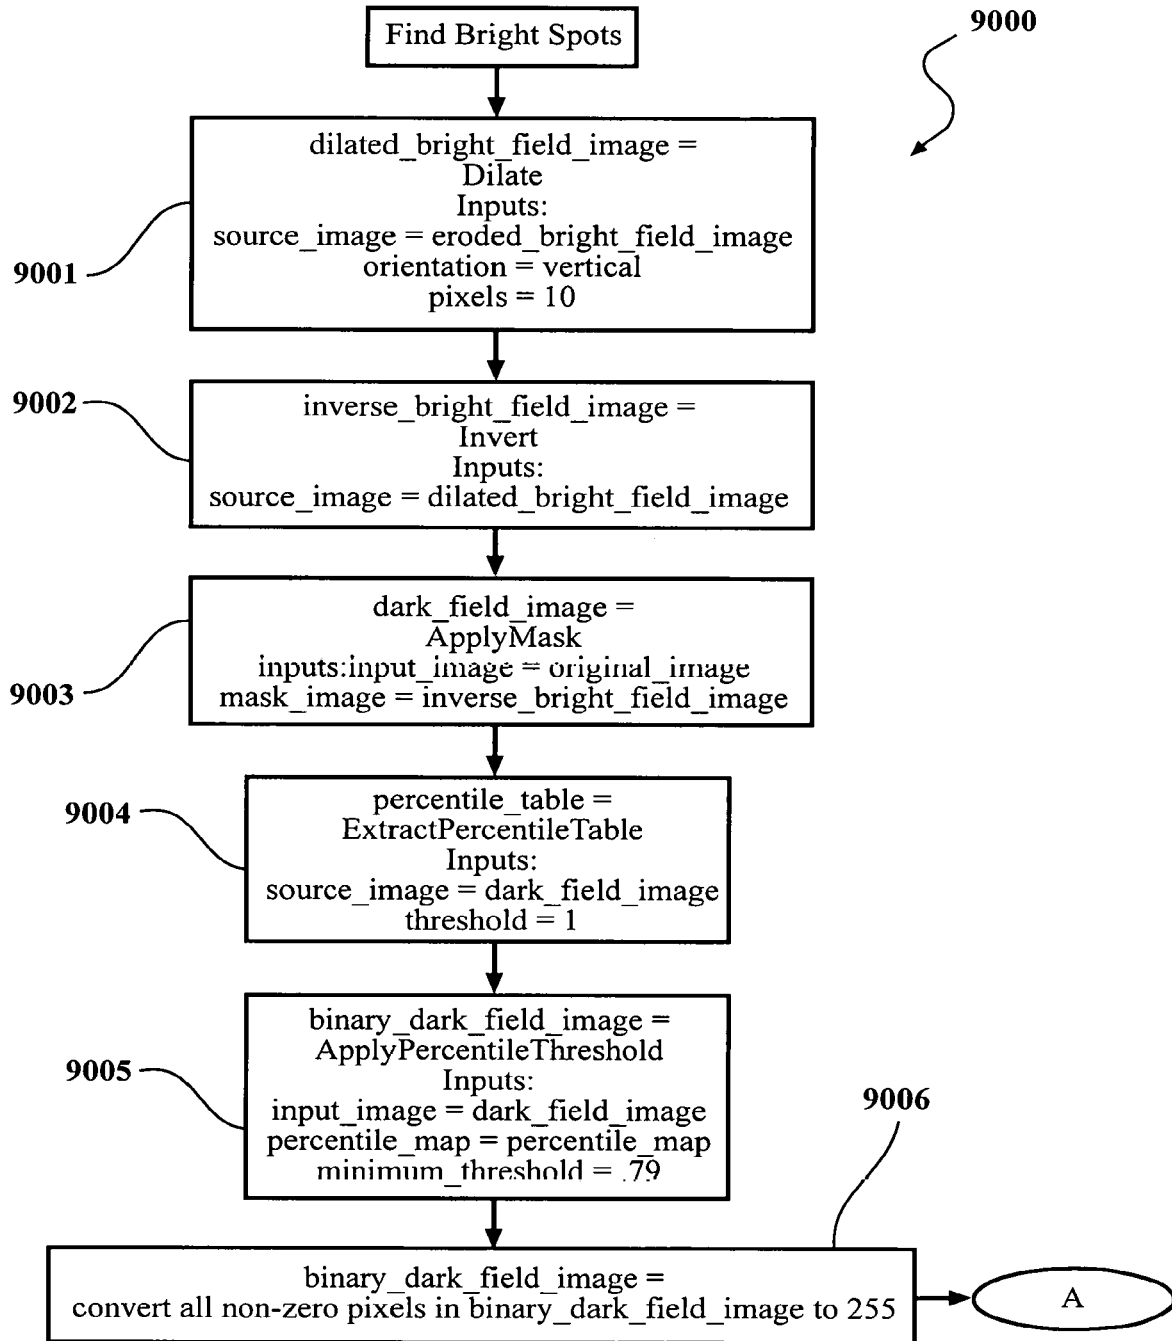 Find Bright Spots
9000
dilated_bright_field_image =
Dilate
Inputs:
source_image = eroded_bright_field_image
orientation = vertical
pixels = 10
9001
inverse_bright_field_image =
Invert
Inputs:
source_image = dilated_bright_field_image
9002
dark_field_image =
ApplyMask
inputs:input_image = original_image
mask_image = inverse_bright_field_image
9003
percentile_table =
ExtractPercentileTable
Inputs:
source_image = dark_field_image
threshold = 1
9004
binary_dark_field_image =
ApplyPercentileThreshold
Inputs:
input_image = dark_field_image
percentile_map = percentile_map
minimum_threshold = .79
9005
9006
binary_dark_field_image =
convert all non-zero pixels in binary_dark_field_image to 255
A